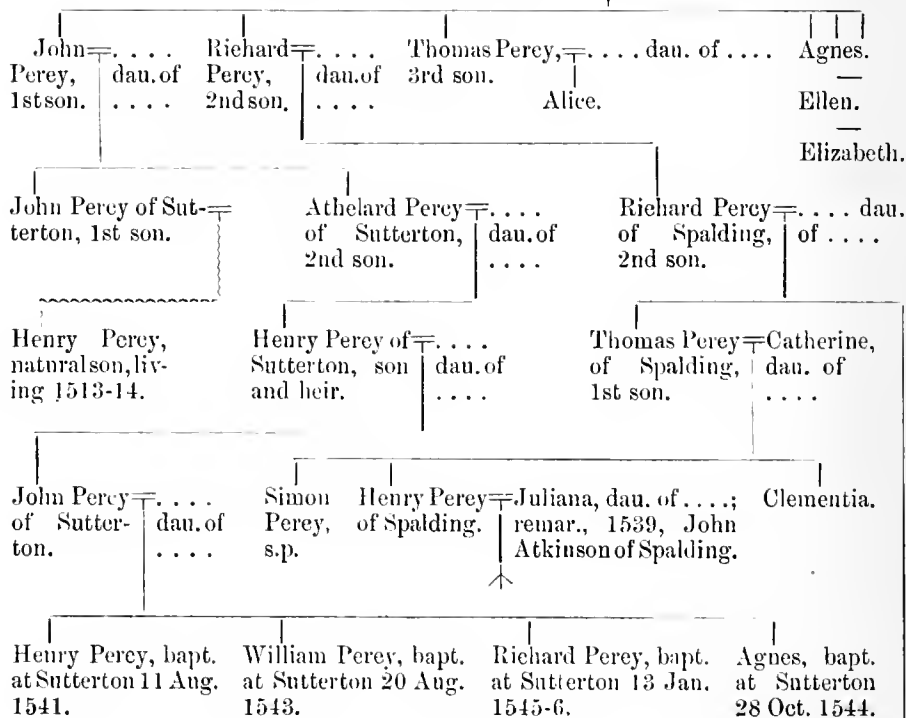 John=. . . . Richard=. . . . Thomas Percy,=. . . . dau. of . . . . Agnes.
Percy, dau. of Percy, dau. of 3rd son. —
1st son. . . . . 2nd son. . . . . Alice. Ellen.
—
Elizabeth.
John Percy of Sut-=
terton, 1st son.
Athelard Percy=. . . .
of Sutterton, dau. of
2nd son. . . . .
Richard Percy=. . . . dau.
of Spalding, of . . . .
2nd son.
Henry Percy,
natural son, liv-
ing 1513-14.
Henry Percy of=. . . .
Sutterton, son dau. of
and heir. . . . .
Thomas Percy=Catherine,
of Spalding, dau. of
1st son. . . . .
John Percy=. . . .
of Sutter- dau. of
ton. . . . .
Simon
Percy,
s.p.
Henry Percy=Juliana, dau. of . . . .;
of Spalding. remar., 1539, John
Atkinson of Spalding.
Clementia.
Henry Percy, bapt.
at Sutterton 11 Aug.
1541.
William Percy, bapt.
at Sutterton 20 Aug.
1543.
Richard Percy, bapt.
at Sutterton 13 Jan.
1545-6.
Agnes, bapt.
at Sutterton
28 Oct. 1544.